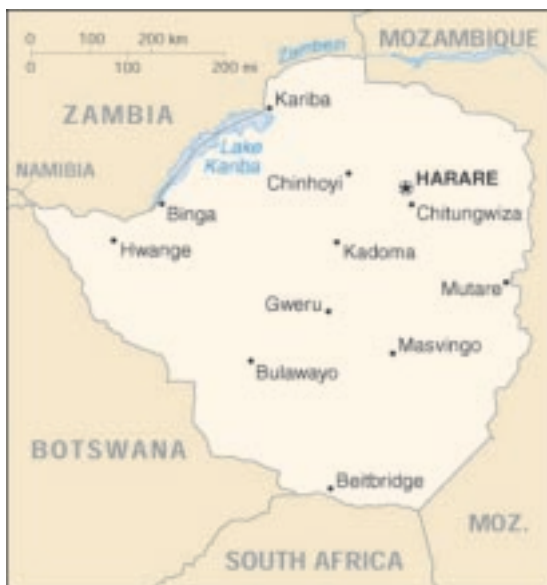 0 100 200 km
0 100 200 mi
Zambezi
MOZAMBIQUE
ZAMBIA
Kariba
Lake
Kariba
NAMIBIA
Chinhoyi
HARARE
Chitungwiza
Binga
Hwange
Kadoma
Mutare
Gweru
Masvingo
Bulawayo
BOTSWANA
Beitbridge
MOZ.
SOUTH AFRICA